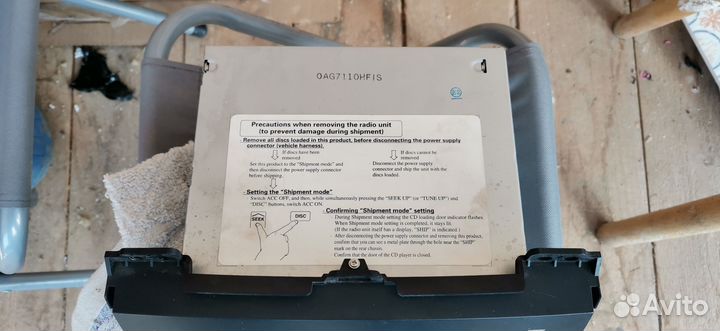 0AG7110HFIS
Precautions when removing the radio unit
(to prevent damage during shipment)
Remove all discs loaded in this product, before disconnecting the power supply
connector (vehicle harness).
If discs have been
removed
If discs cannot be
removed
Set this product to the "Shipment mode" and
then disconnect the power supply connector
before shipping.
Disconnect the power supply
connector and ship the unit with the
discs loaded.
Setting the "Shipment mode"
Switch ACC OFF, and then, while simultaneously pressing the "SEEK UP" (or "TUNE UP") and
"DISC" buttons, switch ACC ON.
SEEK
DISC
Confirming "Shipment mode" setting
During Shipment mode setting the CD loading door indicator flashes.
When Shipment mode setting is completed, it stays lit.
(If the radio unit itself has a display, "SHIP" is indicated.)
After disconnecting the power supply connector and removing this product,
confirm that you can see a metal plate through the hole near the "SHIP"
mark on the rear chassis.
Confirm that the door of the CD player is closed.
Avito